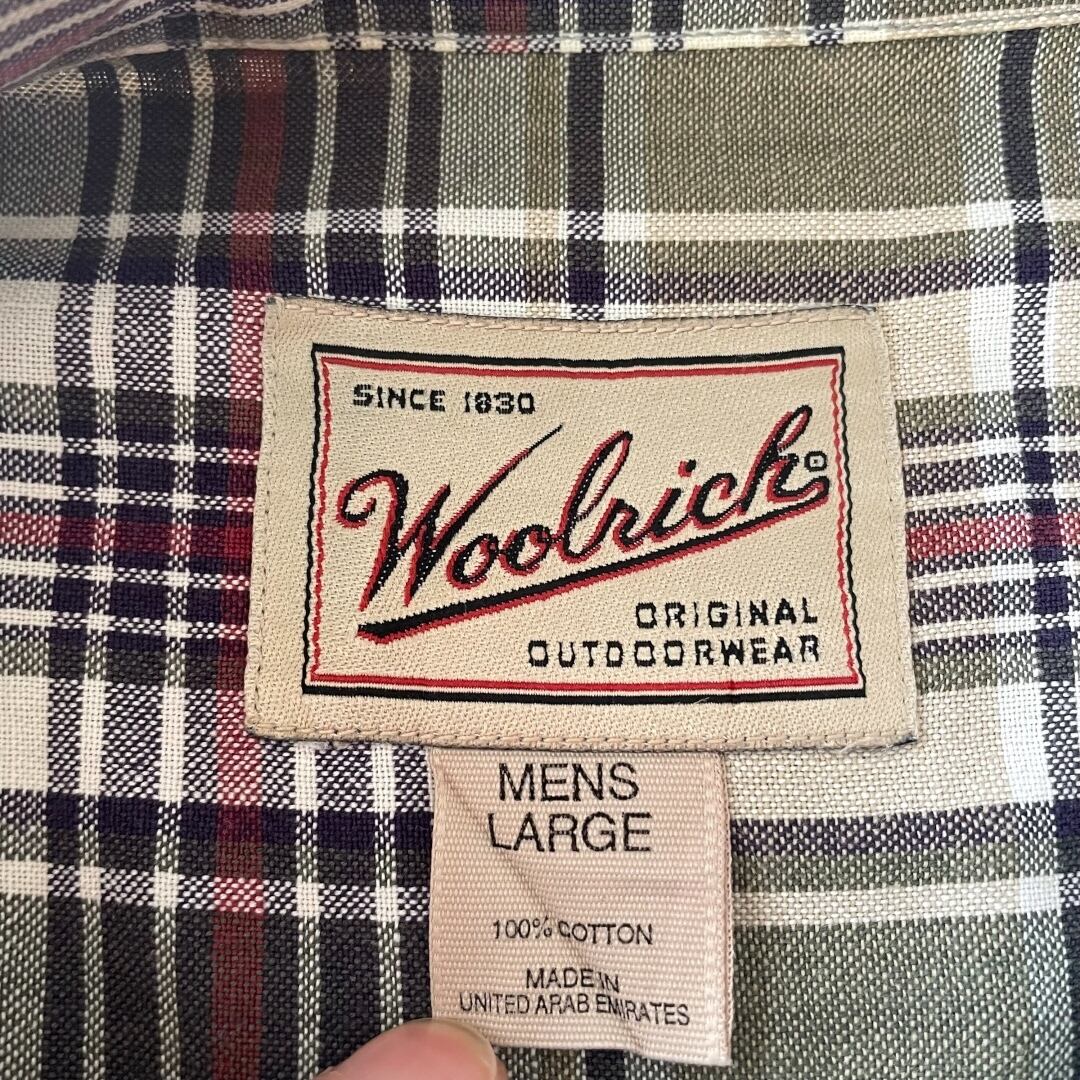 SINCE 1830
Woolrich®
ORIGINAL
OUTDOORWEAR
MENS
LARGE
100% COTTON
MADE IN
UNITED ARAB EMIRATES